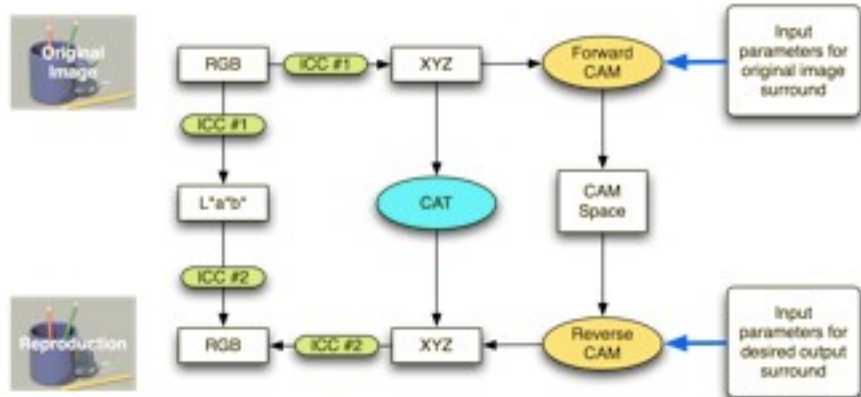 Original
Image
RGB
ICC #1
XYZ
Forward
CAM
Input
parameters for
original image
surround
ICC #1
L*a*b*
CAT
CAM
Space
ICC #2
Reproduction
RGB
ICC #2
XYZ
Reverse
CAM
Input
parameters for
desired output
surround